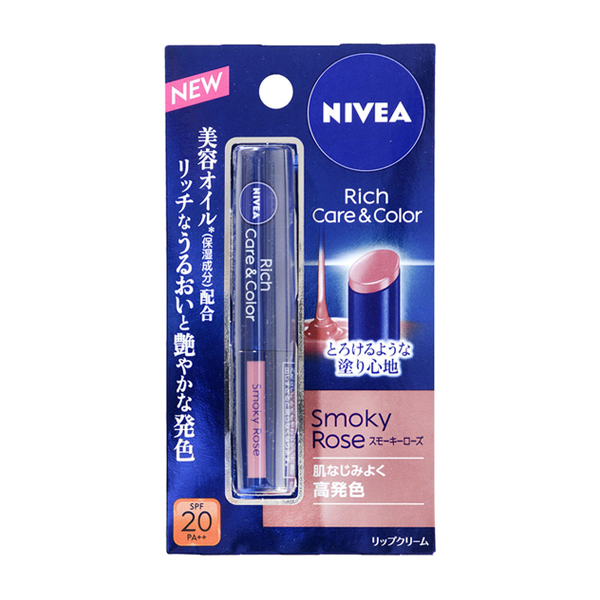 NEW
NIVEA
美容オイル*(保湿成分)配合
リッチなうるおいと艶やかな発色
NIVEA
Rich
Care & Color
Smoky Rose
Rich
Care & Color
とろけるような
塗り心地
Smoky
Rose スモーキーローズ
肌なじみよく
高発色
SPF
20
PA++
リップクリーム